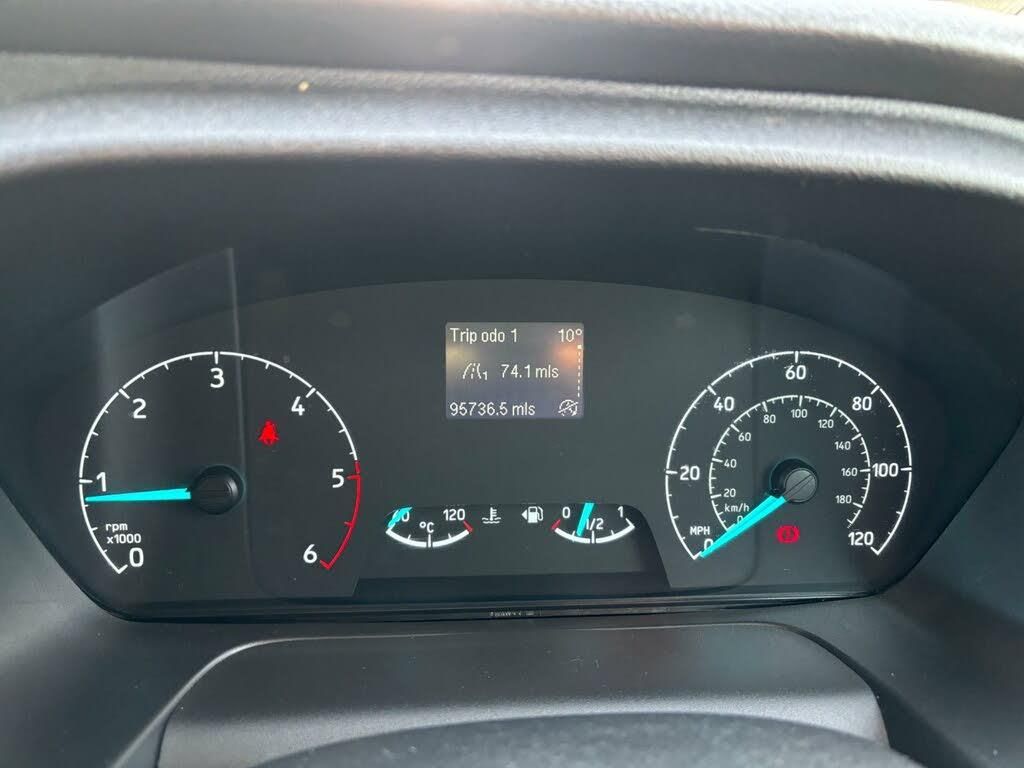 Trip odo 1 10°
1 74.1 mls
95736.5 mls
0 1 2 3 4 5 6
rpm
x1000
120
°C
0 1/2 1
0 20 40 60 80 100 120
MPH
20 40 60 80 100 120 140 160 180
km/h